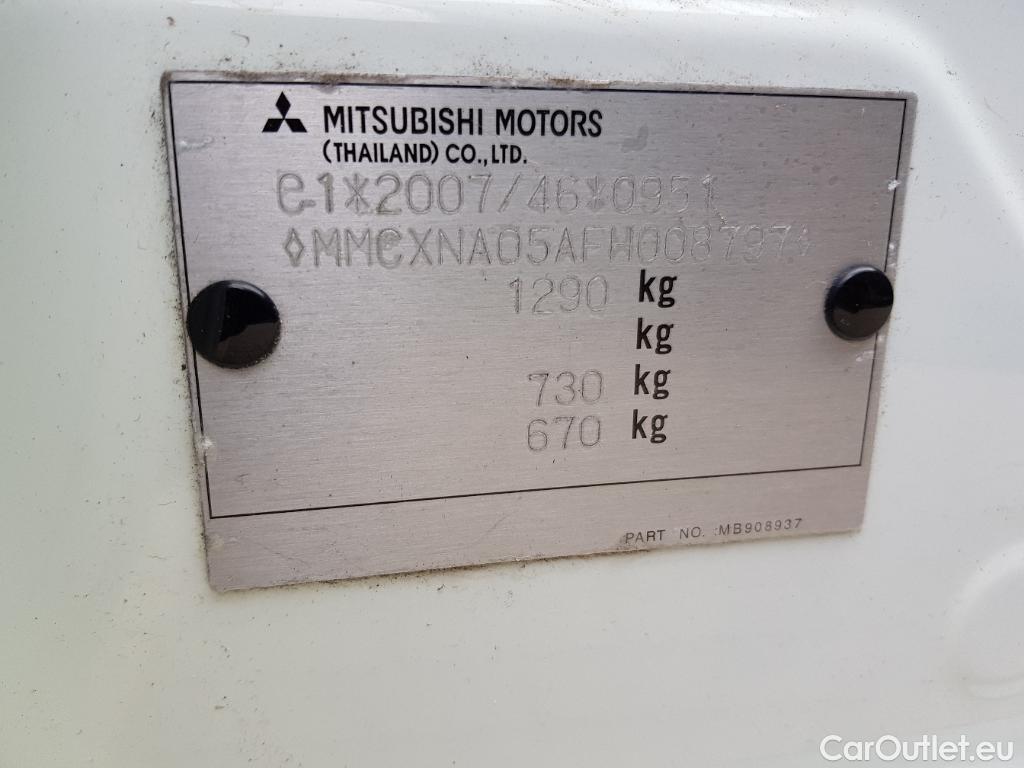 MITSUBISHI MOTORS
(THAILAND) CO.,LTD.
e1*2007/46*0951
◊MMCXNA05AFH008797◊
1290 kg
kg
730 kg
670 kg
PART NO. :MB908937
CarOutlet.eu